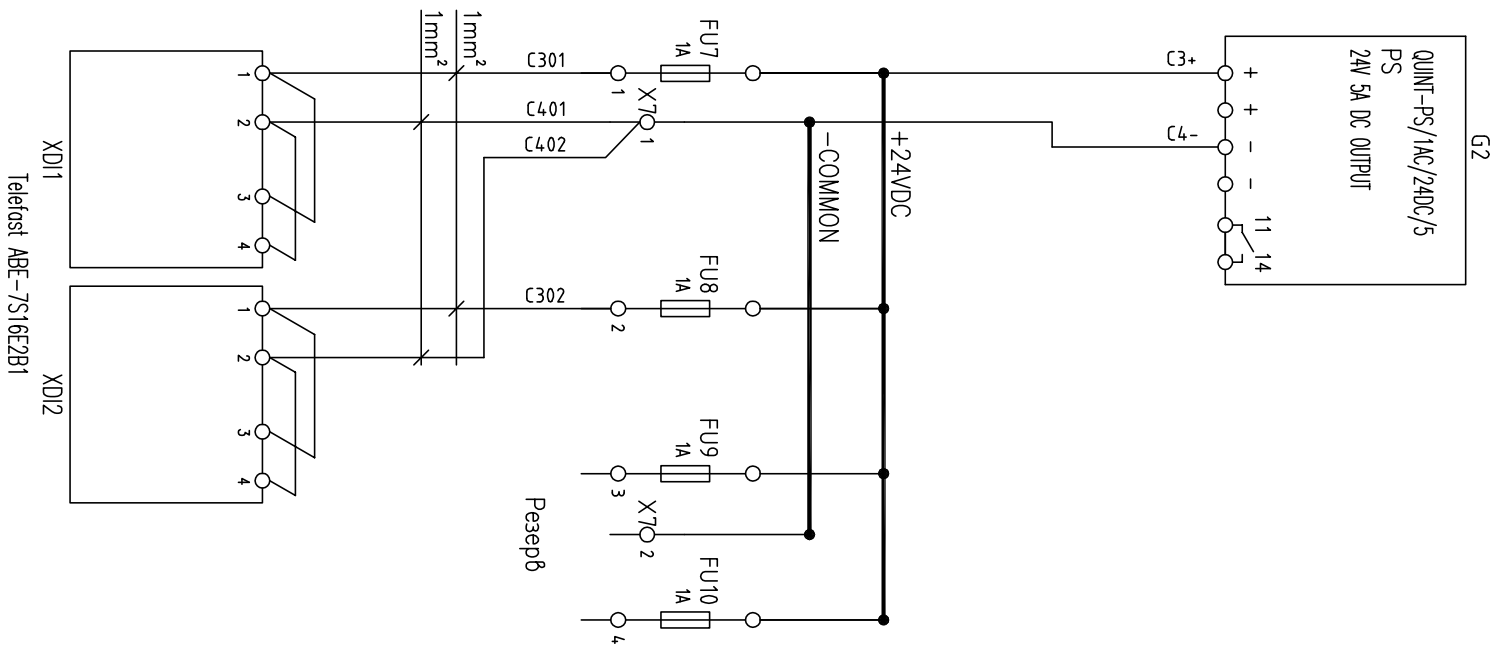 G2
QUINT-PS/1AC/24DC/5
PS
24V 5A DC OUTPUT
+
+
-
-
11
14
C3+
C4-
+24VDC
-COMMON
FU7
1A
1
X7
1
FU8
1A
2
FU9
1A
3
X7
2
FU10
1A
4
Резерв
C301
C401
C402
C302
1mm²
1mm²
1
2
3
4
XDI1
1
2
3
4
XDI2
Telefast ABE-7S16E2B1